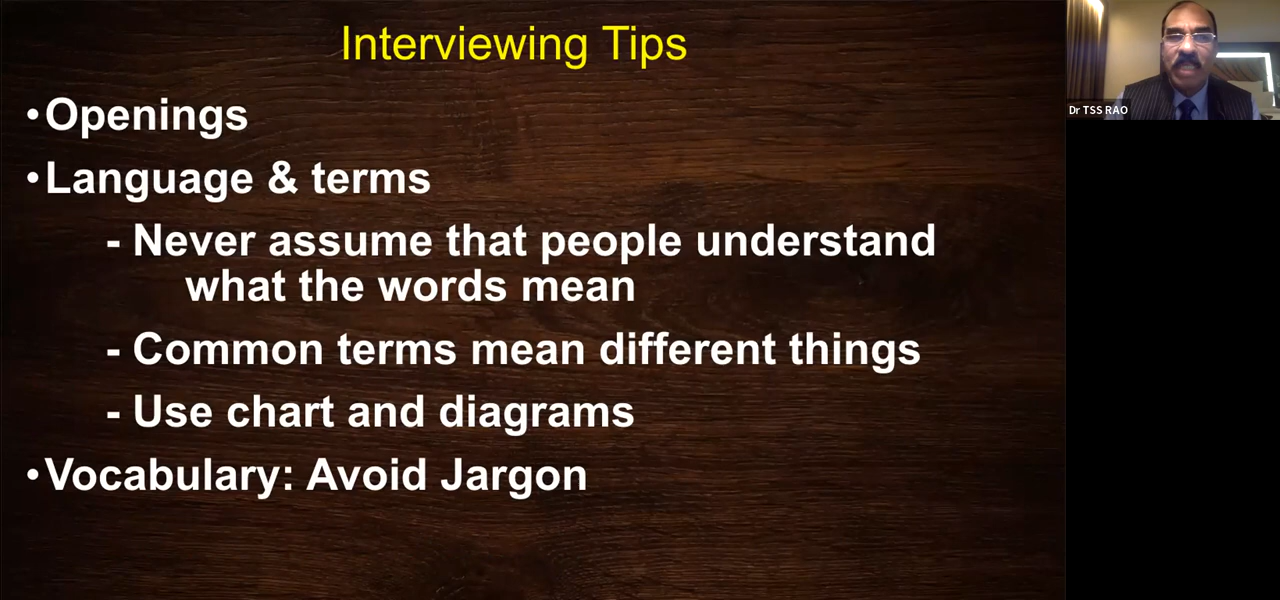 Interviewing Tips
•Openings
•Language & terms
- Never assume that people understand
what the words mean
- Common terms mean different things
- Use chart and diagrams
•Vocabulary: Avoid Jargon
Dr TSS RAO